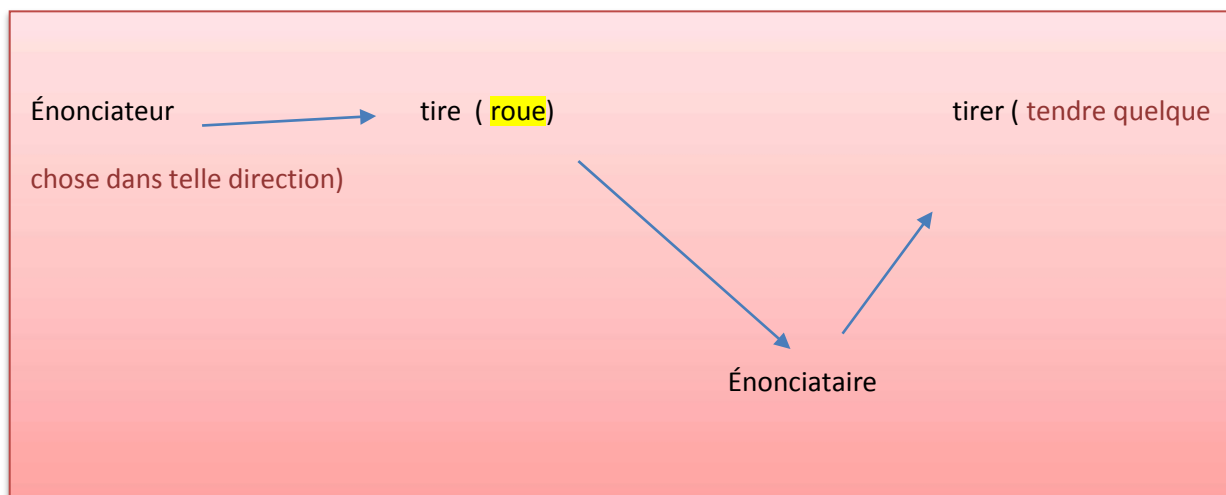 Énonciateur tire ( roue) tirer ( tendre quelque
chose dans telle direction)
Énonciataire